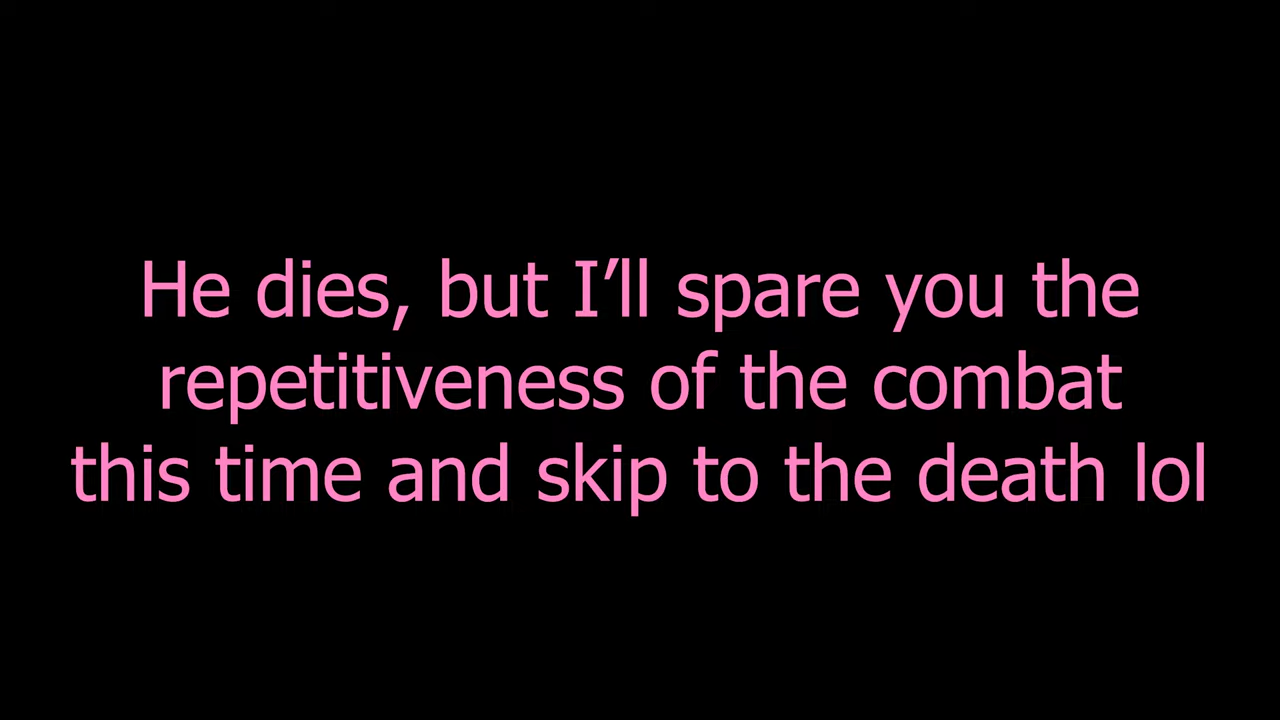 He dies, but I’ll spare you the
repetitiveness of the combat
this time and skip to the death lol